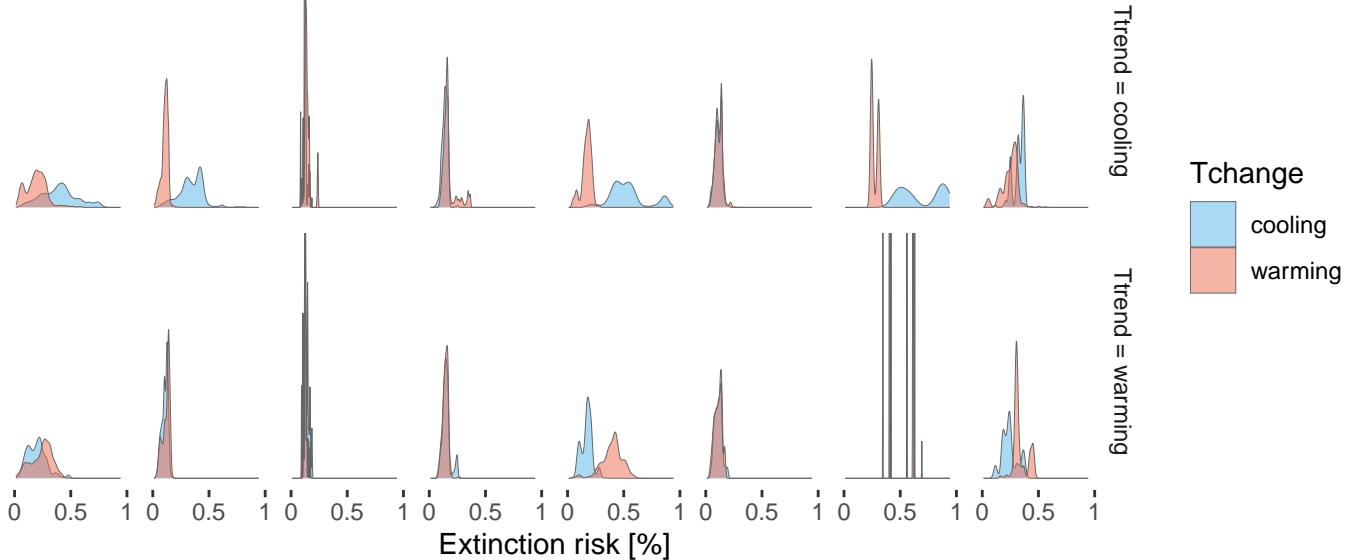 Ttrend = cooling
Ttrend = warming
0 0.5 1 0 0.5 1 0 0.5 1 0 0.5 1 0 0.5 1 0 0.5 1 0 0.5 1 0 0.5 1
Extinction risk [%]
Tchange
cooling
warming